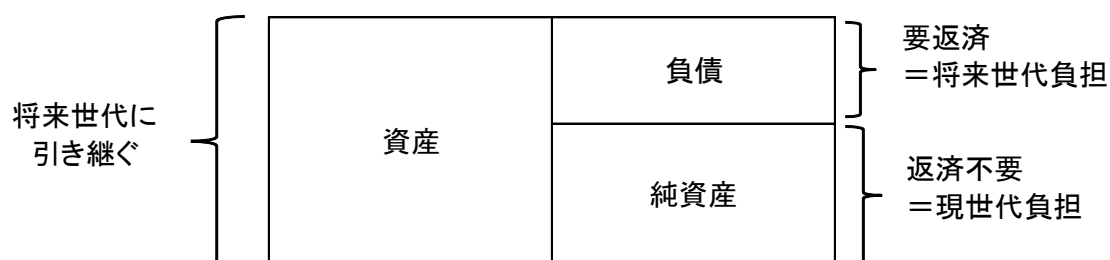 将来世代に
引き継ぐ
資産
負債
純資産
要返済
＝将来世代負担
返済不要
＝現世代負担